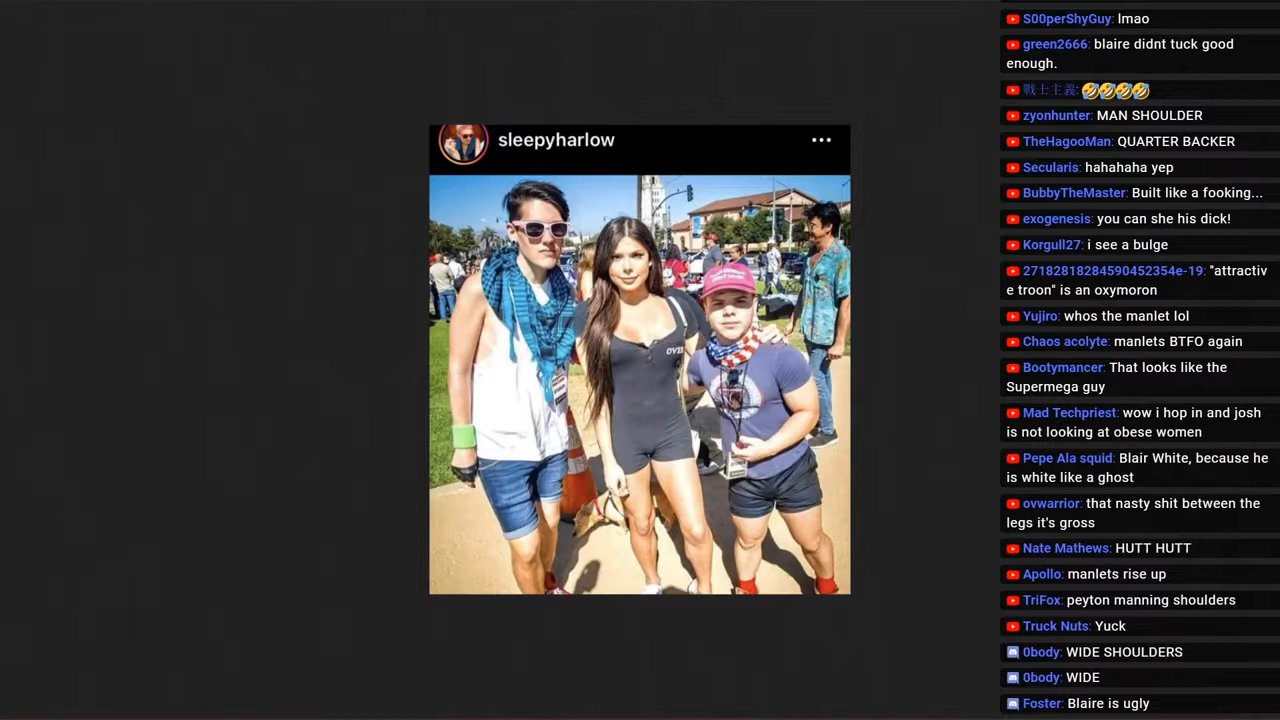 sleepyharlow
OVER
S00perShyGuy: lmao
green2666: blaire didnt tuck good
enough.
戰士主義: 🤣🤣🤣🤣
zyonhunter: MAN SHOULDER
TheHagooMan: QUARTER BACKER
Secularis: hahahaha yep
BubbyTheMaster: Built like a fooking...
exogenesis: you can she his dick!
Korgull27: i see a bulge
27182818284590452354e-19: "attractiv
e troon" is an oxymoron
Yujiro: whos the manlet lol
Chaos acolyte: manlets BTFO again
Bootymancer: That looks like the
Supermega guy
Mad Techpriest: wow i hop in and josh
is not looking at obese women
Pepe Ala squid: Blair White, because he
is white like a ghost
ovwarrior: that nasty shit between the
legs it's gross
Nate Mathews: HUTT HUTT
Apollo: manlets rise up
TriFox: peyton manning shoulders
Truck Nuts: Yuck
0body: WIDE SHOULDERS
0body: WIDE
Foster: Blaire is ugly